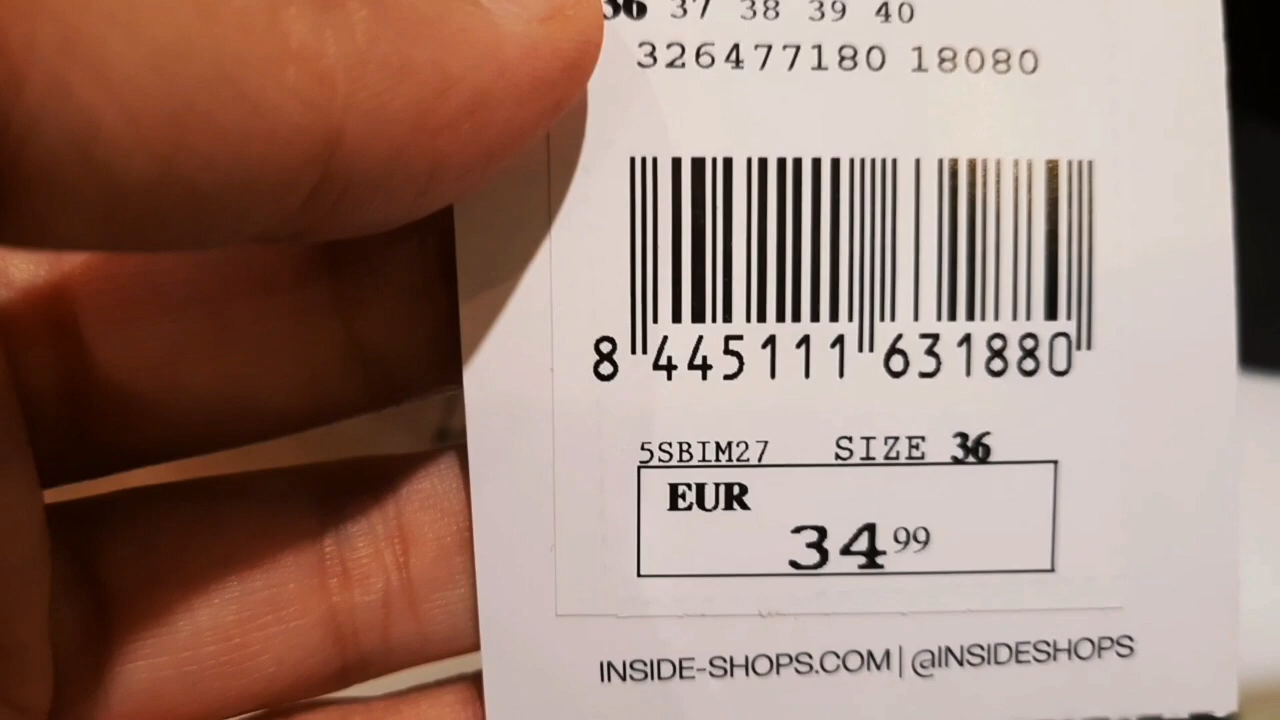 36 37 38 39 40
326477180 18080
8 445111 631880
5SBIM27 SIZE 36
EUR
34 99
INSIDE-SHOPS.COM | @INSIDESHOPS